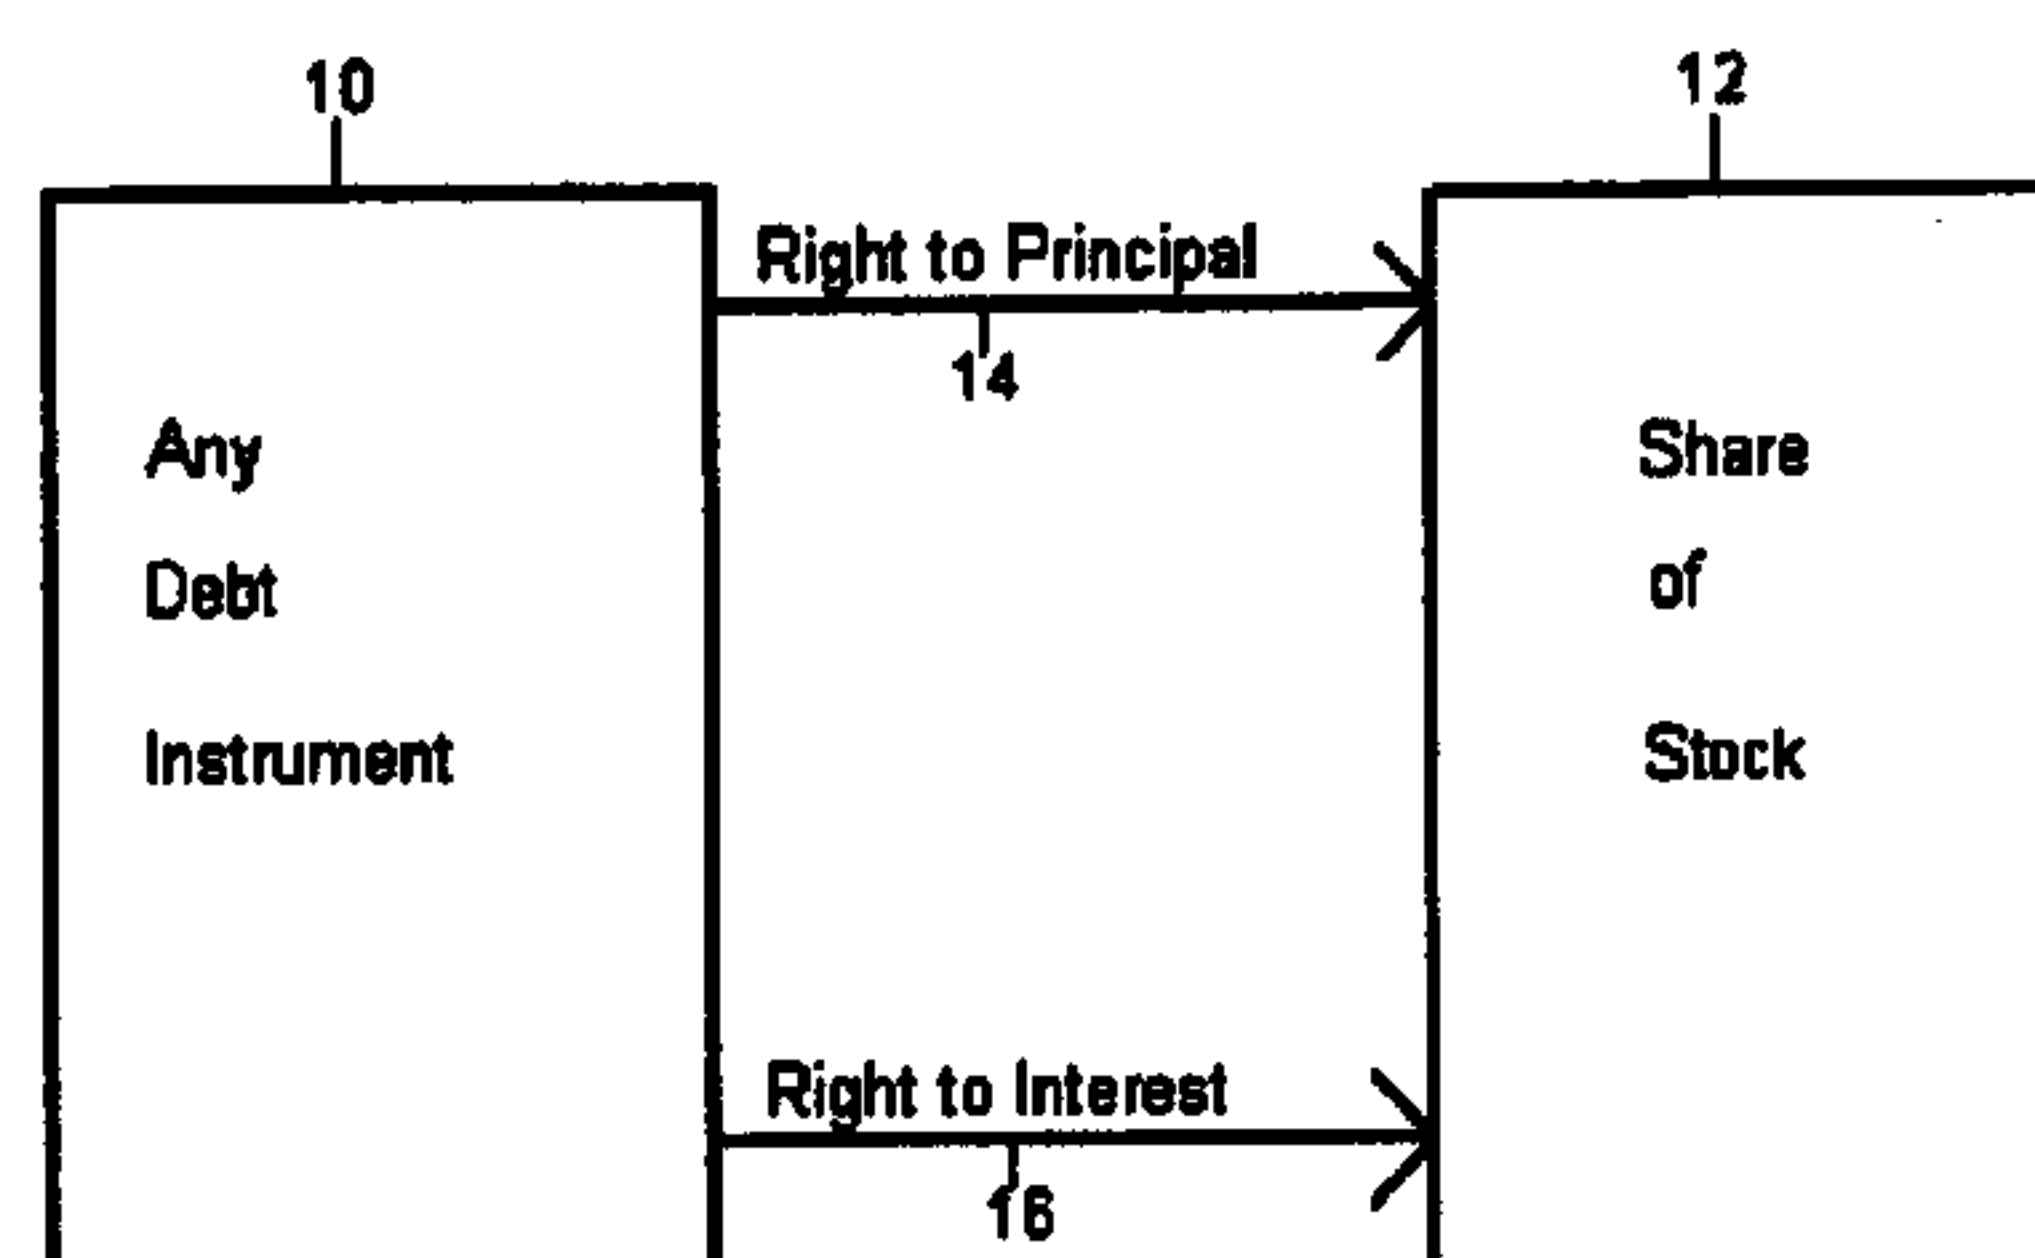 10
12
Right to Principal
14
Any
Debt
Instrument
Share
of
Stock
Right to Interest
16